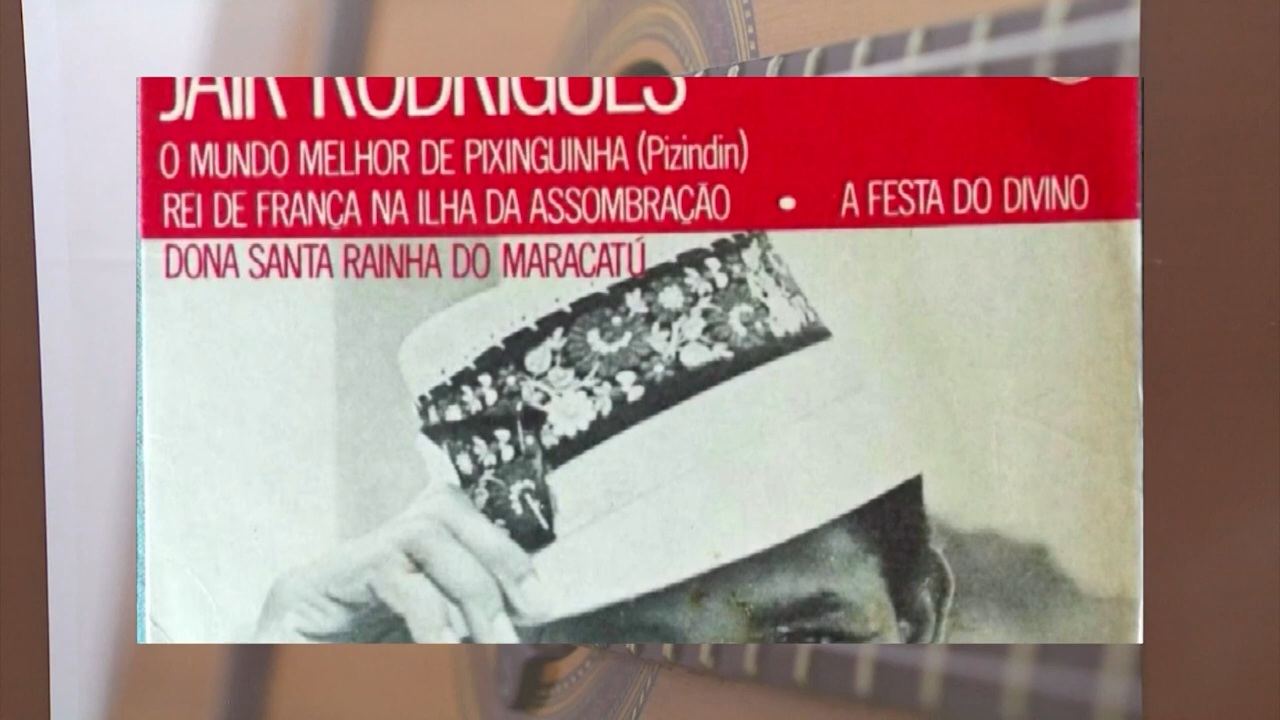 JAIR RODRIGUES
O MUNDO MELHOR DE PIXINGUINHA (Pizindin)
REI DE FRANÇA NA ILHA DA ASSOMBRAÇÃO • A FESTA DO DIVINO
DONA SANTA RAINHA DO MARACATÚ